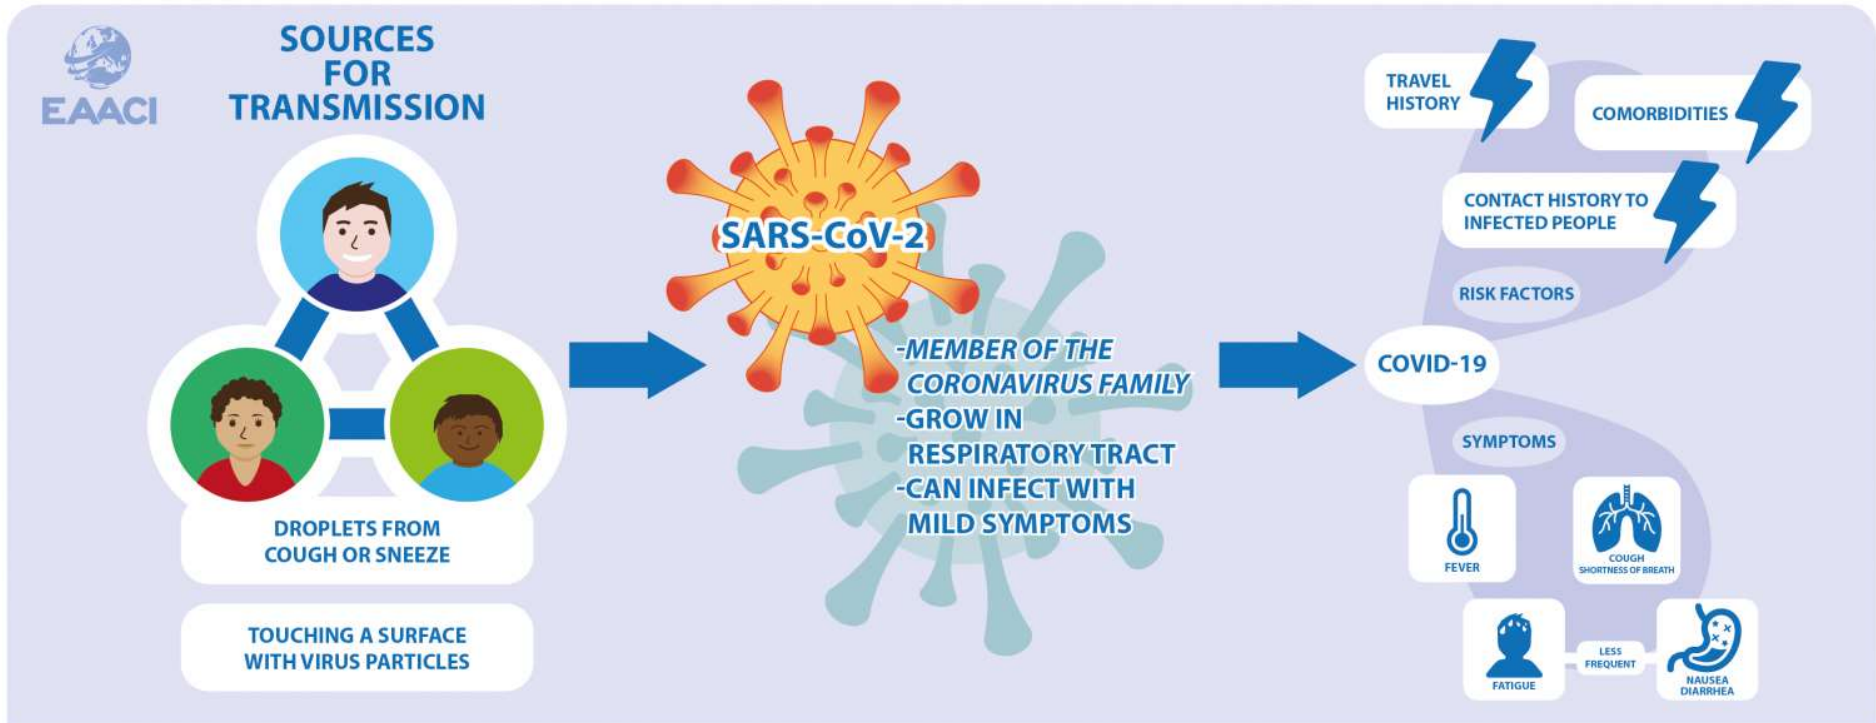 EAACI
SOURCES
FOR
TRANSMISSION
DROPLETS FROM
COUGH OR SNEEZE
TOUCHING A SURFACE
WITH VIRUS PARTICLES
SARS-CoV-2
-MEMBER OF THE
CORONAVIRUS FAMILY
-GROW IN
RESPIRATORY TRACT
-CAN INFECT WITH
MILD SYMPTOMS
TRAVEL
HISTORY
COMORBIDITIES
CONTACT HISTORY TO
INFECTED PEOPLE
RISK FACTORS
COVID-19
SYMPTOMS
FEVER
COUGH
SHORTNESS OF BREATH
FATIGUE
LESS
FREQUENT
NAUSEA
DIARRHEA